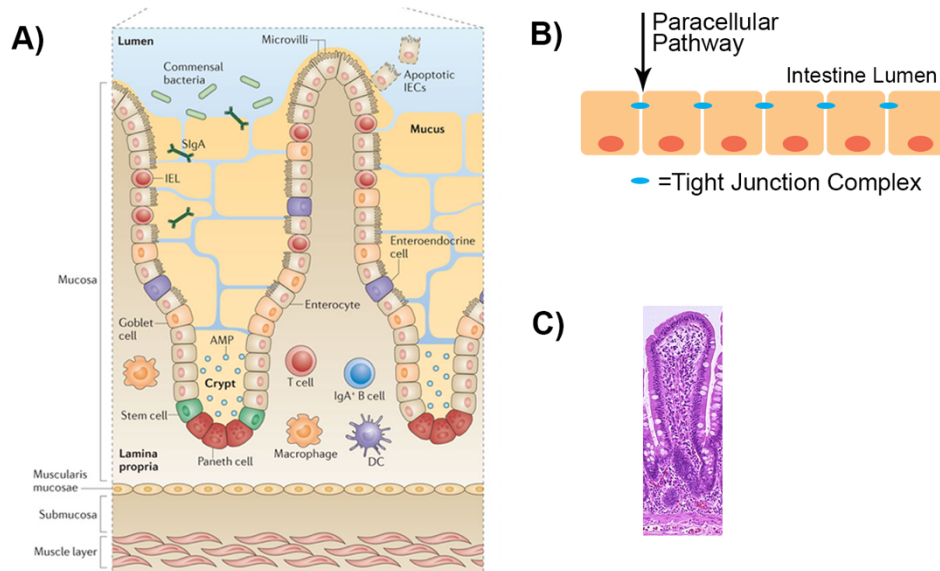 A)
Lumen
Commensal
bacteria
Microvilli
Apoptotic
IECs
SIgA
Mucus
IEL
Mucosa
Enteroendocrine
cell
Enterocyte
Goblet
cell
AMP
Crypt
T cell
IgA⁺ B cell
Stem cell
Macrophage
DC
Paneth cell
Lamina
propria
Muscularis
mucosae
Submucosa
Muscle layer
B)
Paracellular
Pathway
Intestine Lumen
=Tight Junction Complex
C)